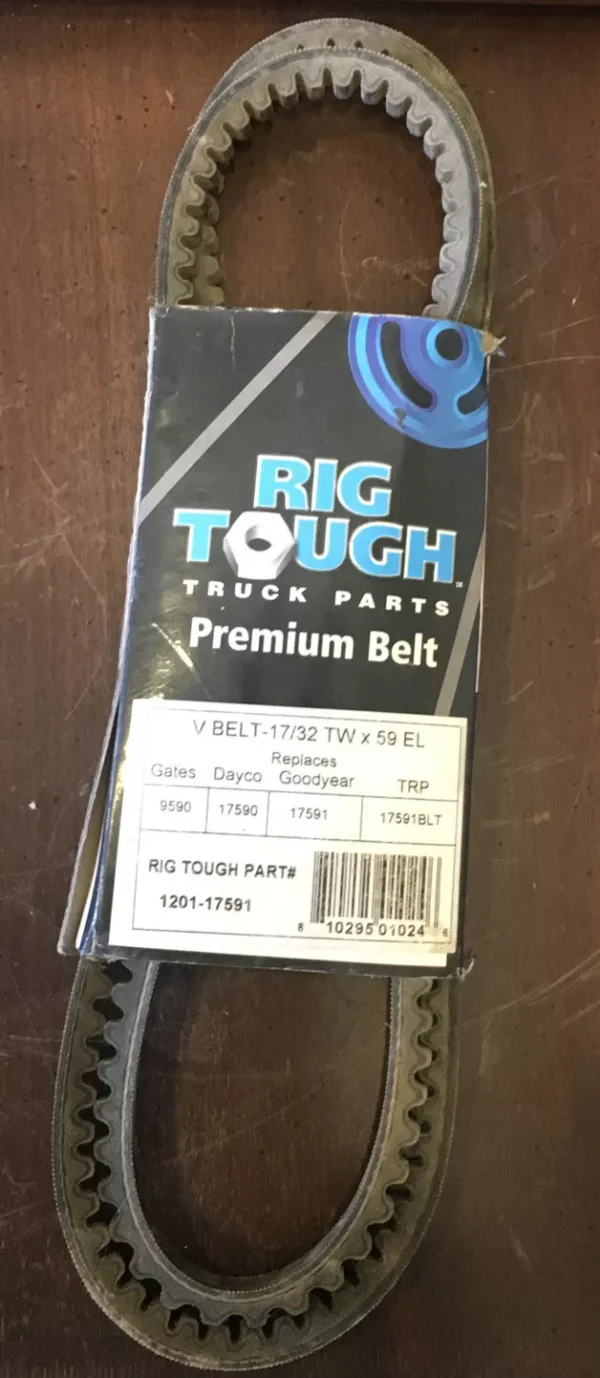 RIG
TOUGH
TRUCK PARTS
Premium Belt
V BELT-17/32 TW x 59 EL
Replaces
Gates Dayco Goodyear TRP
9590 17590 17591 17591BLT
RIG TOUGH PART#
1201-17591
8 10295 01024 6